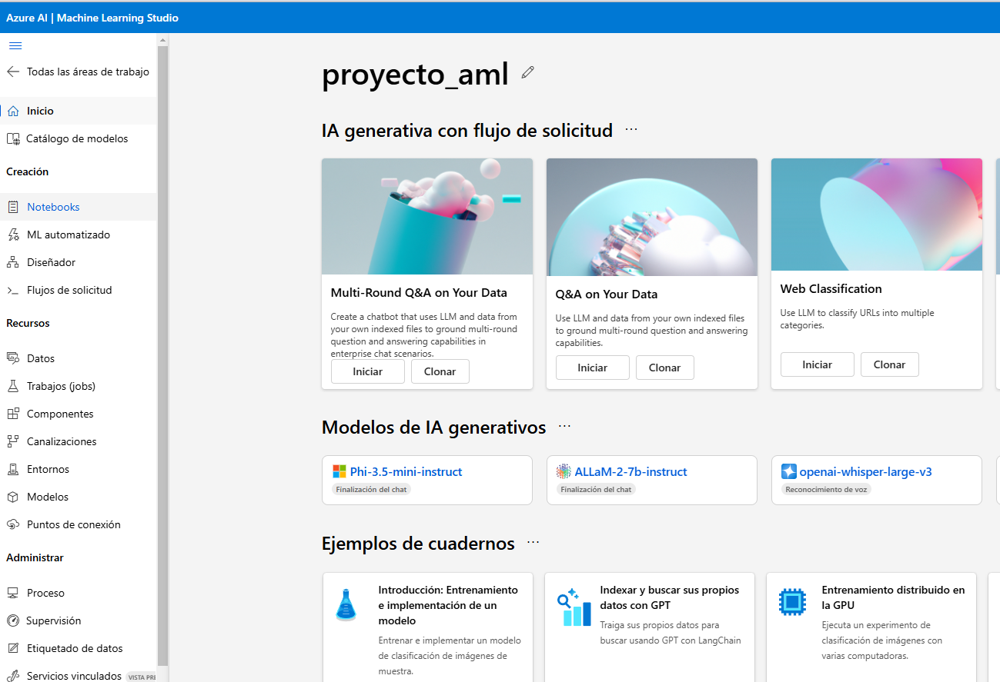 Azure AI | Machine Learning Studio
Todas las áreas de trabajo
Inicio
Catálogo de modelos
Creación
Notebooks
ML automatizado
Diseñador
Flujos de solicitud
Recursos
Datos
Trabajos (jobs)
Componentes
Canalizaciones
Entornos
Modelos
Puntos de conexión
Administrar
Proceso
Supervisión
Etiquetado de datos
Servicios vinculados VISTA PRE
proyecto_aml
IA generativa con flujo de solicitud ...
Multi-Round Q&A on Your Data
Create a chatbot that uses LLM and data from
your own indexed files to ground multi-round
question and answering capabilities in
enterprise chat scenarios.
Iniciar Clonar
Q&A on Your Data
Use LLM and data from your own indexed files
to ground multi-round question and answering
capabilities.
Iniciar Clonar
Web Classification
Use LLM to classify URLs into multiple
categories.
Iniciar Clonar
Modelos de IA generativos ...
Phi-3.5-mini-instruct
Finalización del chat
ALLaM-2-7b-instruct
Finalización del chat
openai-whisper-large-v3
Reconocimiento de voz
Ejemplos de cuadernos ...
Introducción: Entrenamiento
e implementación de un
modelo
Entrenar e implementar un modelo
de clasificación de imágenes de
muestra.
Indexar y buscar sus propios
datos con GPT
Traiga sus propios datos para
buscar usando GPT con LangChain
Entrenamiento distribuido en
la GPU
Ejecuta un experimento de
clasificación de imágenes con
varias computadoras.